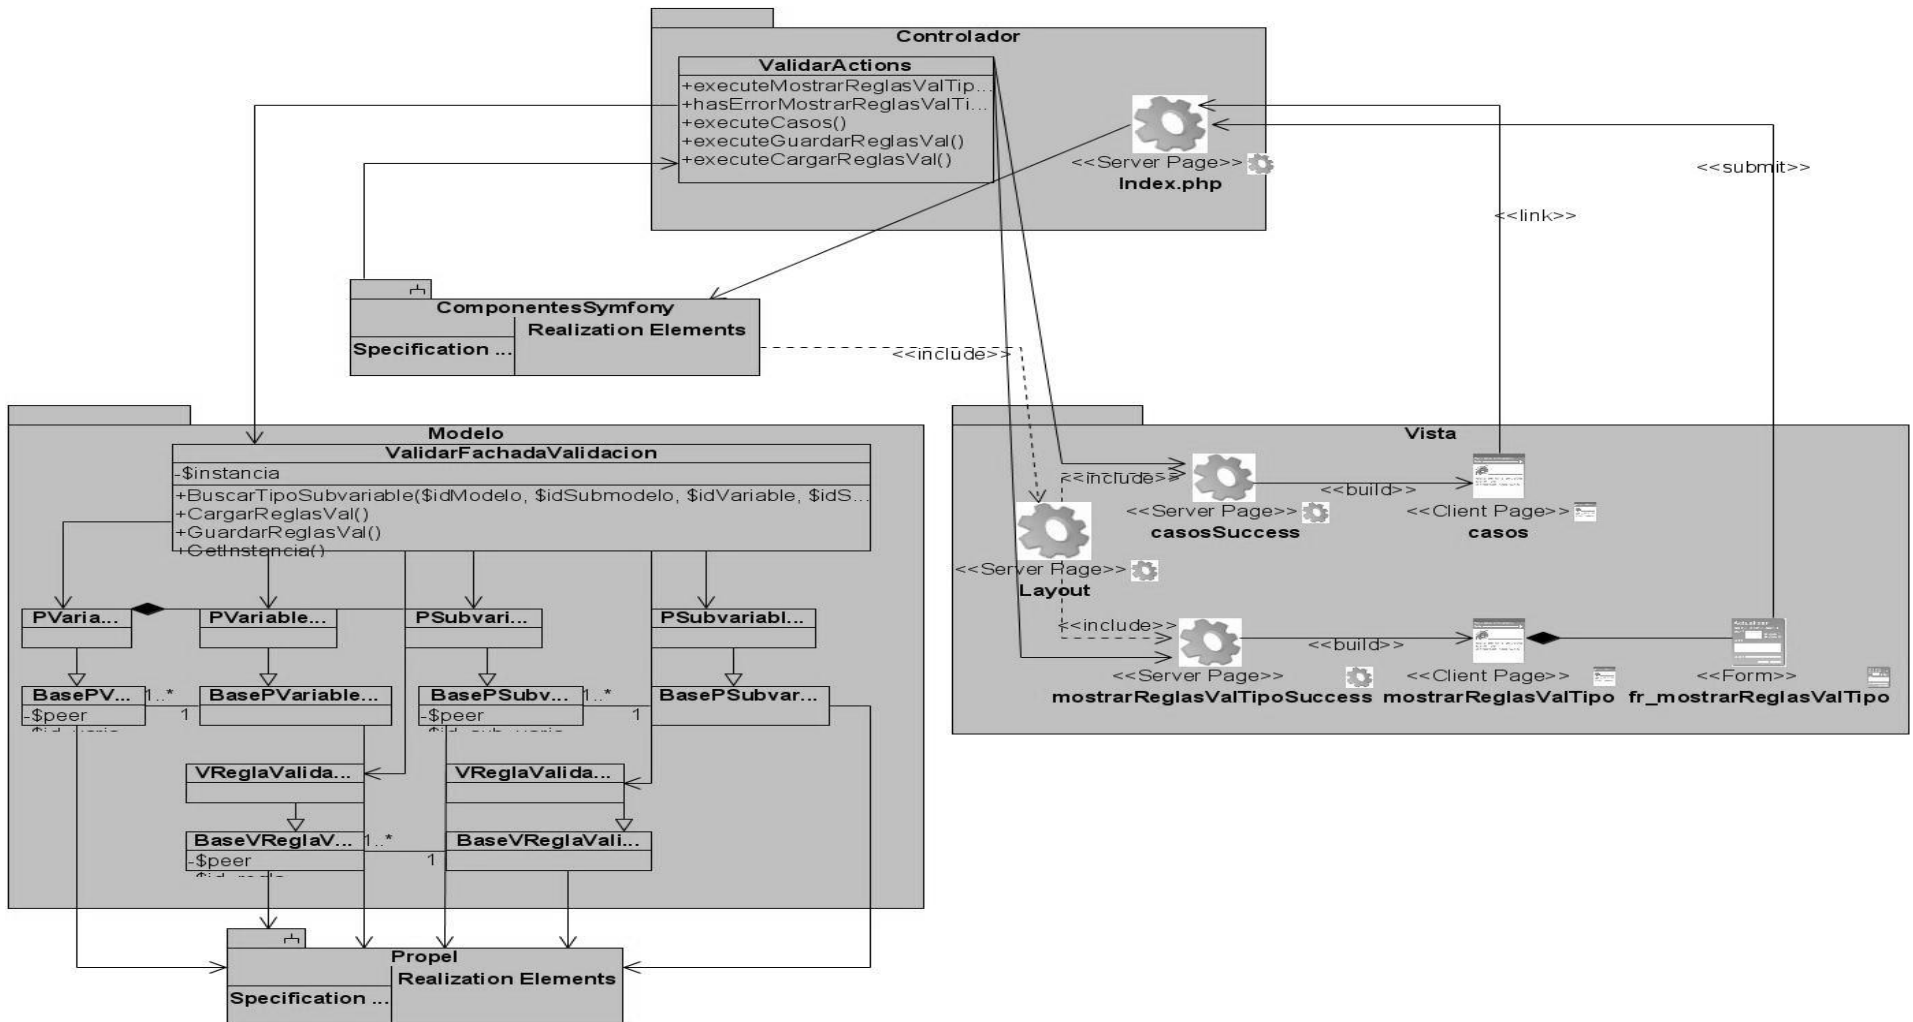 Controlador
ValidarActions
+executeMostrarReglasValTip...
+hasErrorMostrarReglasValTi...
+executeCasos()
+executeGuardarReglasVal()
+executeCargarReglasVal()
<<Server Page>>
Index.php
<<submit>>
<<link>>
ComponentesSymfony
Realization Elements
Specification ...
<<include>>
Modelo
ValidarFachadaValidacion
-$instancia
+BuscarTipoSubvariable($idModelo, $idSubmodelo, $idVariable, $idS...
+CargarReglasVal()
+GuardarReglasVal()
+GetInstancia()
PVaria...
PVariable...
PSubvari...
PSubvariabl...
BasePV...
1..*
BasePVariable...
BasePSubv...
1..*
BasePSubvar...
-$peer
1
-$peer
1
VReglaValida...
VReglaValida...
BaseVReglaV...
1..*
BaseVReglaVali...
-$peer
1
Propel
Realization Elements
Specification ...
Vista
<<include>>
<<build>>
<<Server Page>>
casosSuccess
<<Client Page>>
casos
<<Server Page>>
Layout
<<include>>
<<build>>
<<Server Page>>
mostrarReglasValTipoSuccess
<<Client Page>>
mostrarReglasValTipo
<<Form>>
fr_mostrarReglasValTipo